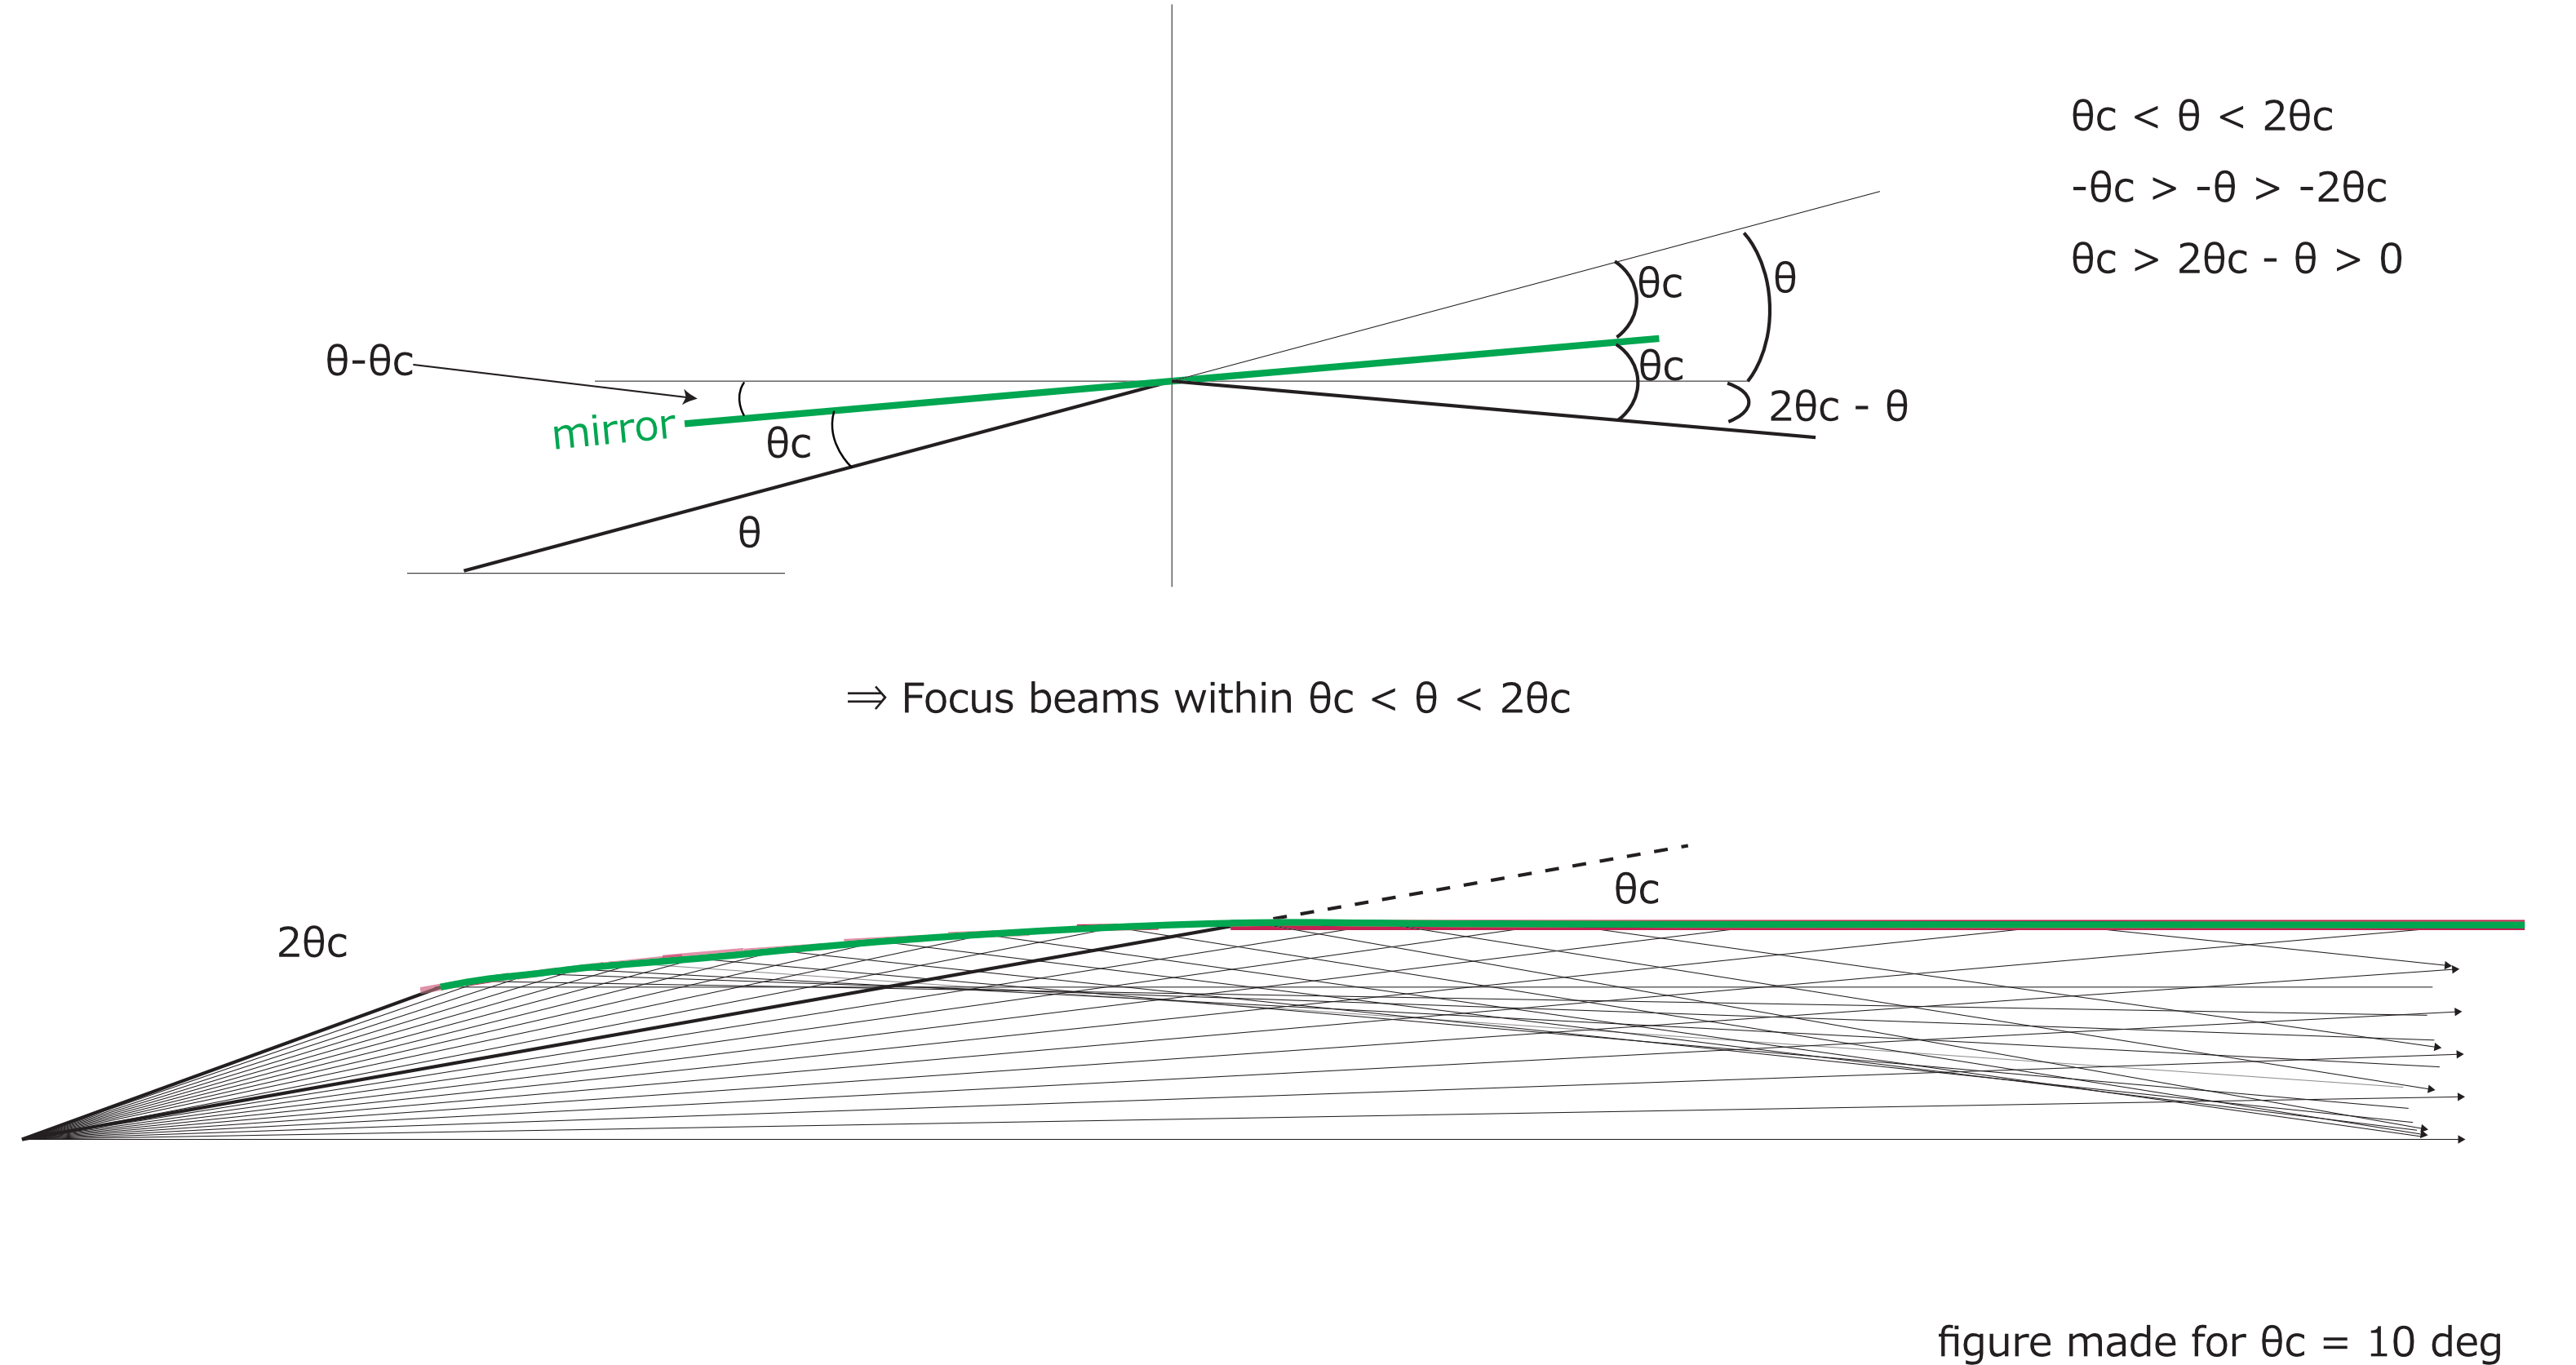 θc < θ < 2θc
-θc > -θ > -2θc
θc > 2θc - θ > 0
θc
θ
θ-θc
θc
2θc - θ
mirror
θc
θ
⇒ Focus beams within θc < θ < 2θc
θc
2θc
figure made for θc = 10 deg